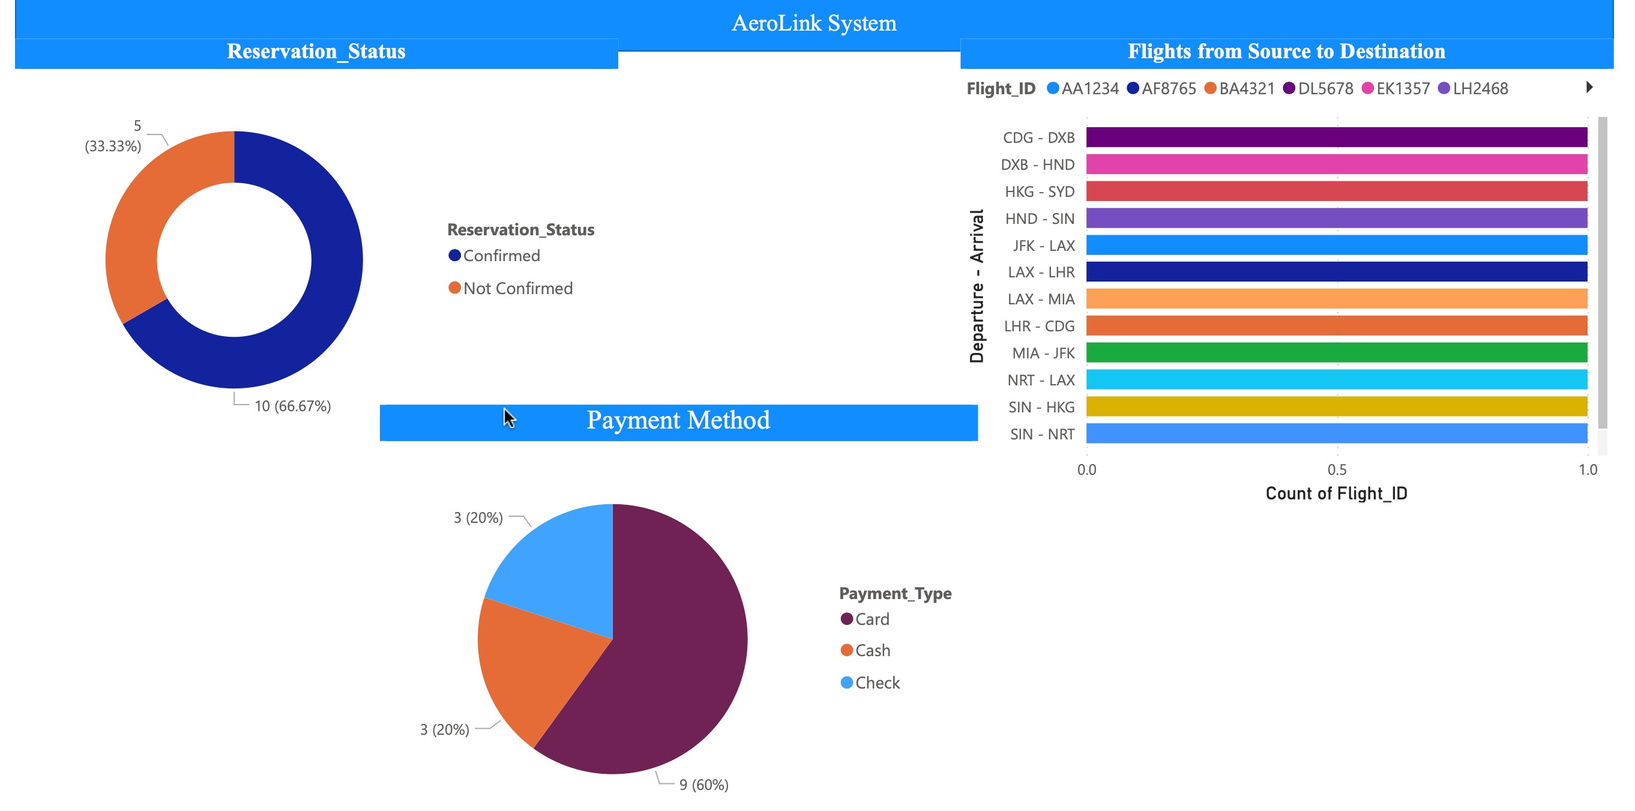 AeroLink System
Reservation_Status
5
(33.33%)
10 (66.67%)
Reservation_Status
Confirmed
Not Confirmed
Flights from Source to Destination
Flight_ID AA1234 AF8765 BA4321 DL5678 EK1357 LH2468
Departure - Arrival
CDG - DXB
DXB - HND
HKG - SYD
HND - SIN
JFK - LAX
LAX - LHR
LAX - MIA
LHR - CDG
MIA - JFK
NRT - LAX
SIN - HKG
SIN - NRT
0.0 0.5 1.0
Count of Flight_ID
Payment Method
3 (20%)
3 (20%)
9 (60%)
Payment_Type
Card
Cash
Check